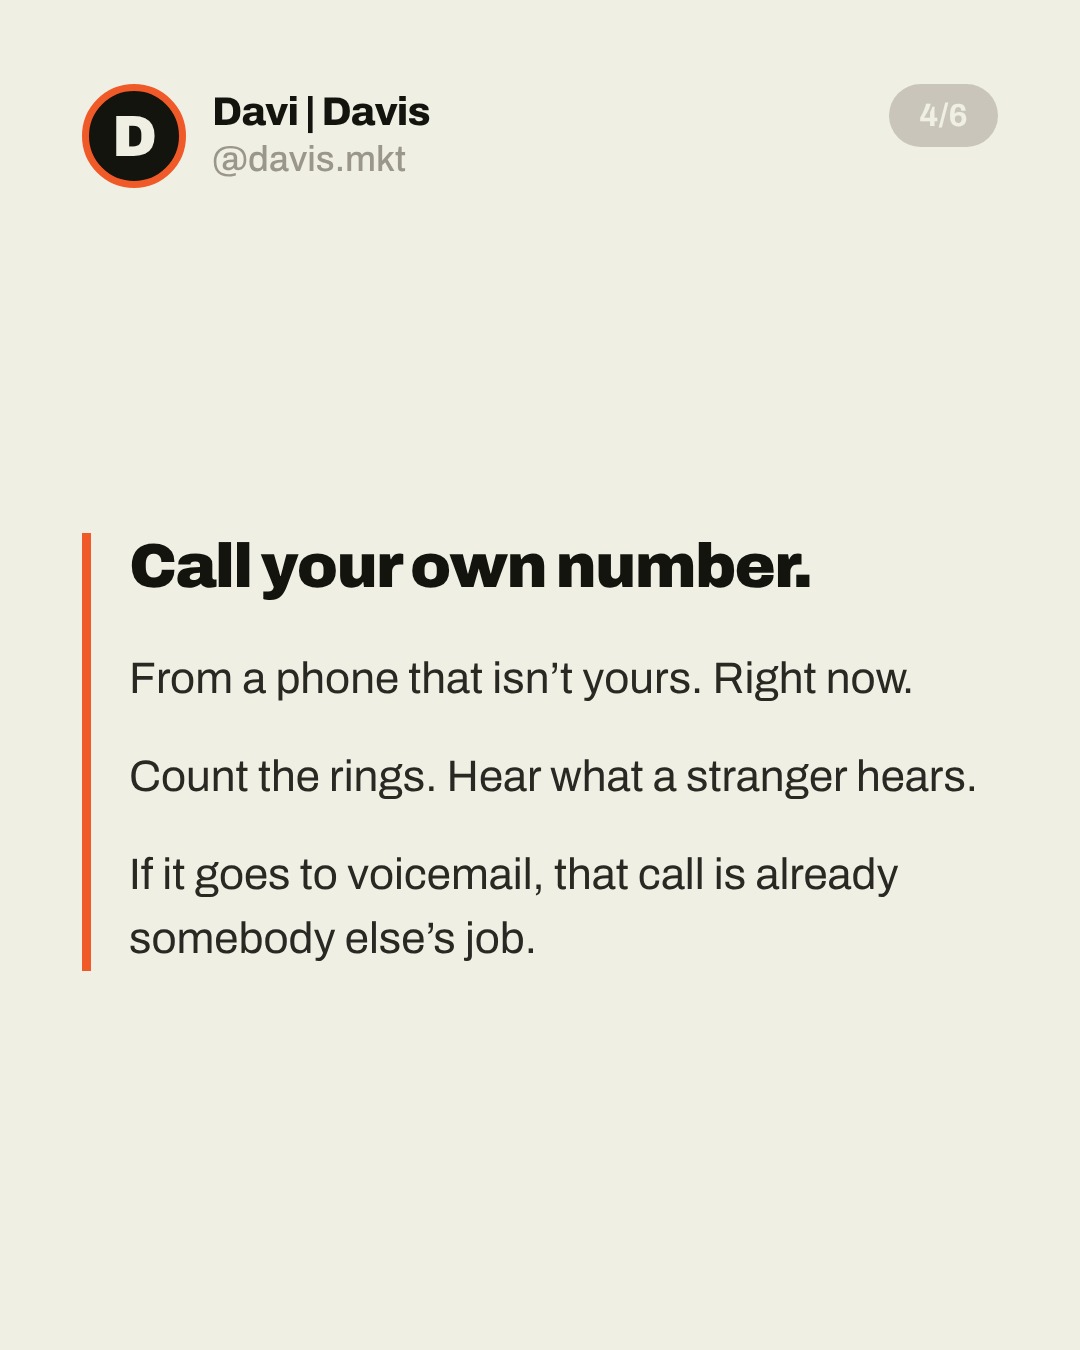 D
Davi | Davis
@davis.mkt
4/6
Call your own number.
From a phone that isn’t yours. Right now.
Count the rings. Hear what a stranger hears.
If it goes to voicemail, that call is already
somebody else’s job.